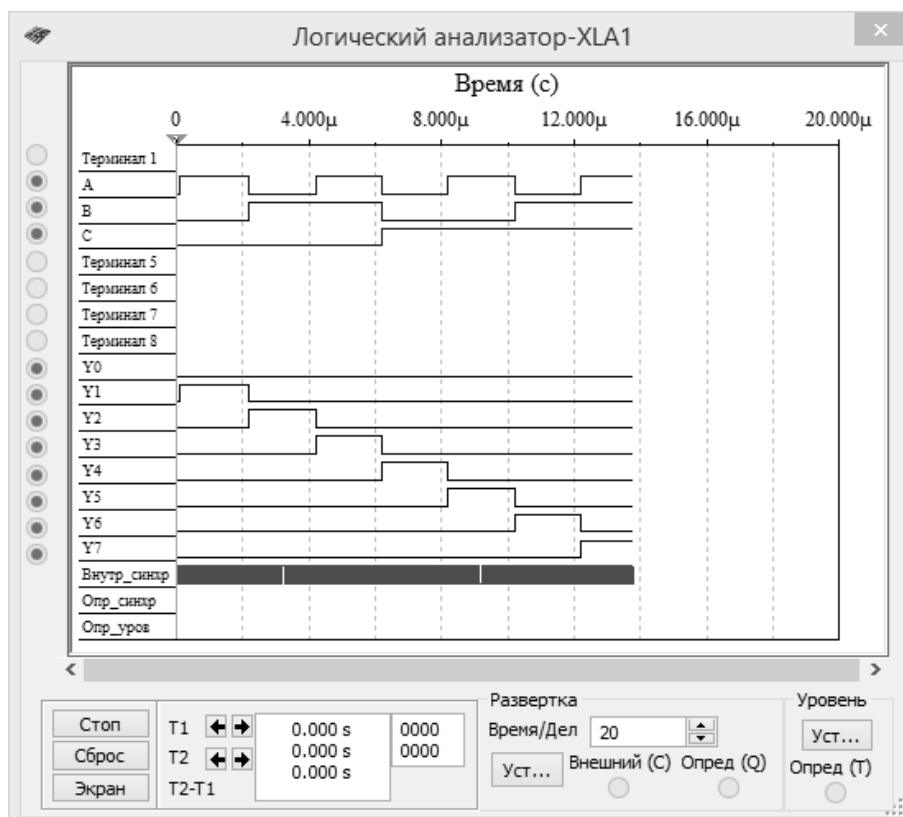 Логический анализатор-XLA1
Время (с)
0 4.000µ 8.000µ 12.000µ 16.000µ 20.000µ
Терминал 1
A
B
C
Терминал 5
Терминал 6
Терминал 7
Терминал 8
Y0
Y1
Y2
Y3
Y4
Y5
Y6
Y7
Внутр_синхр
Опр_синхр
Опр_уров
Стоп
Сброс
Экран
T1 0.000 s 0000
T2 0.000 s 0000
T2-T1 0.000 s
Развертка
Время/Дел 20
Уст... Внешний (C) Опред (Q)
Уровень
Уст...
Опред (T)